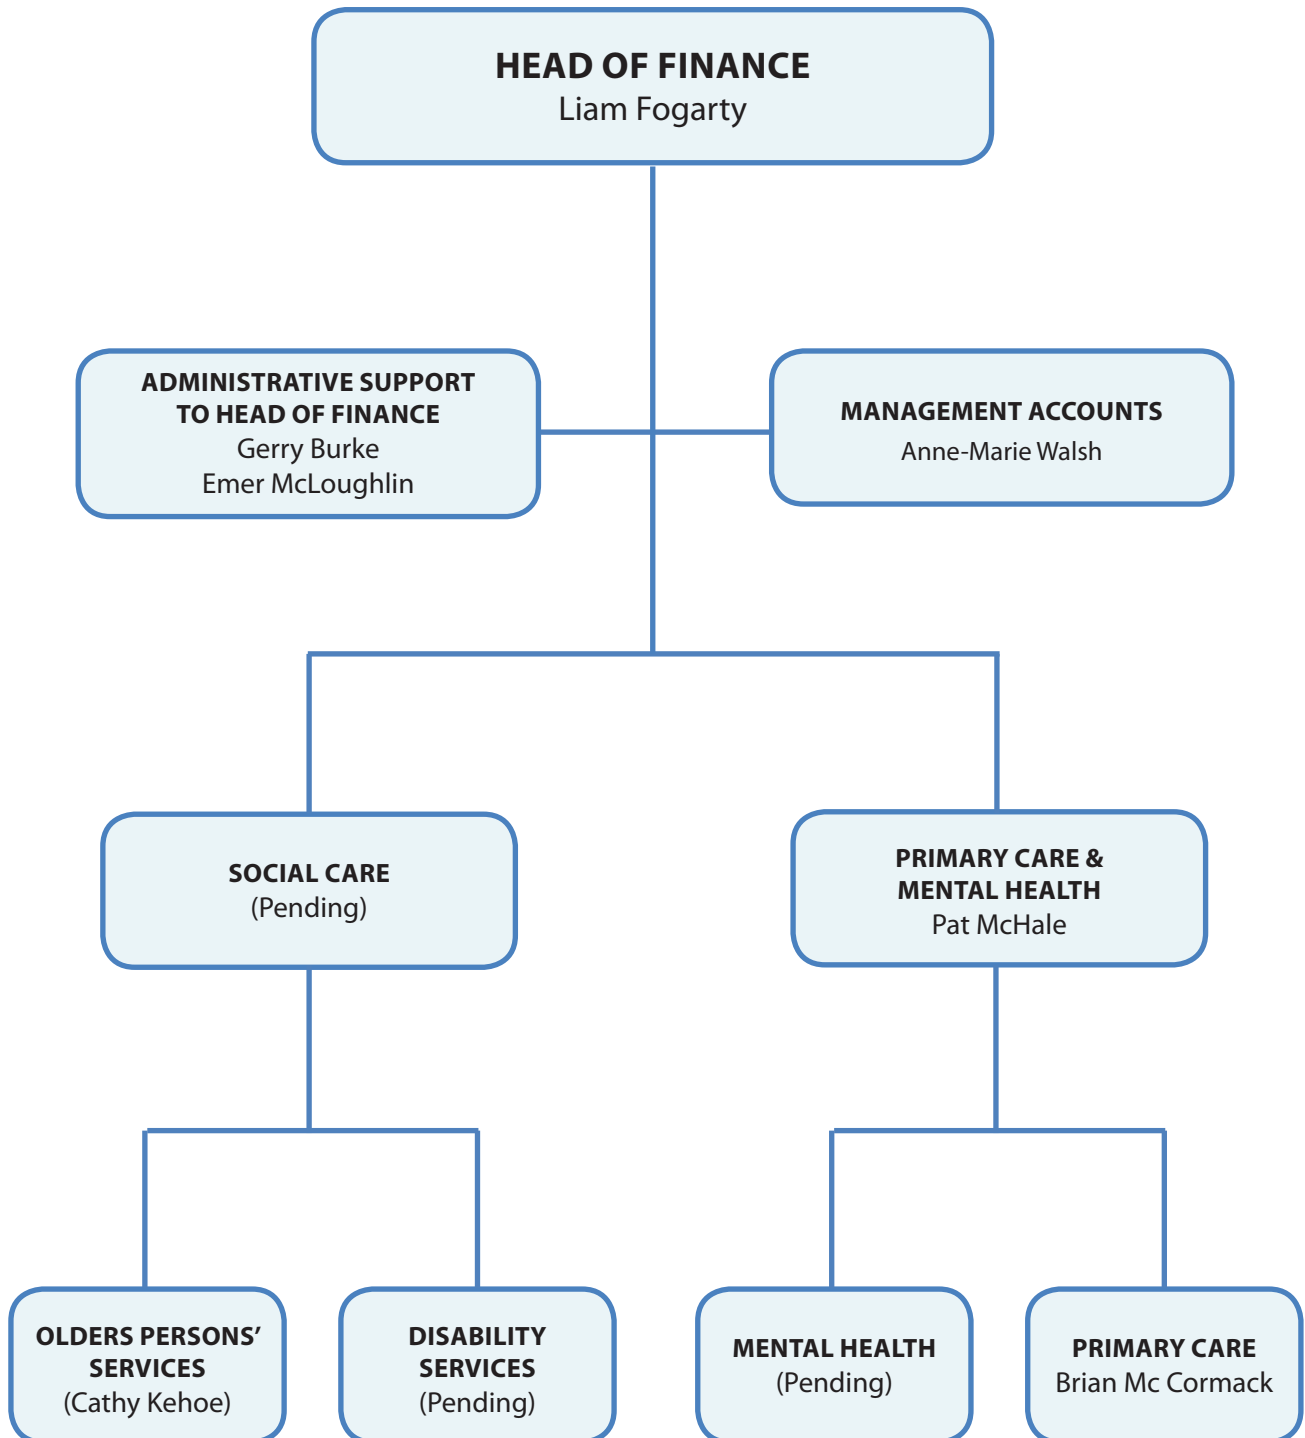 HEAD OF FINANCE
Liam Fogarty
ADMINISTRATIVE SUPPORT
TO HEAD OF FINANCE
Gerry Burke
Emer McLoughlin
MANAGEMENT ACCOUNTS
Anne-Marie Walsh
SOCIAL CARE
(Pending)
PRIMARY CARE &
MENTAL HEALTH
Pat McHale
OLDERS PERSONS’
SERVICES
(Cathy Kehoe)
DISABILITY
SERVICES
(Pending)
MENTAL HEALTH
(Pending)
PRIMARY CARE
Brian Mc Cormack